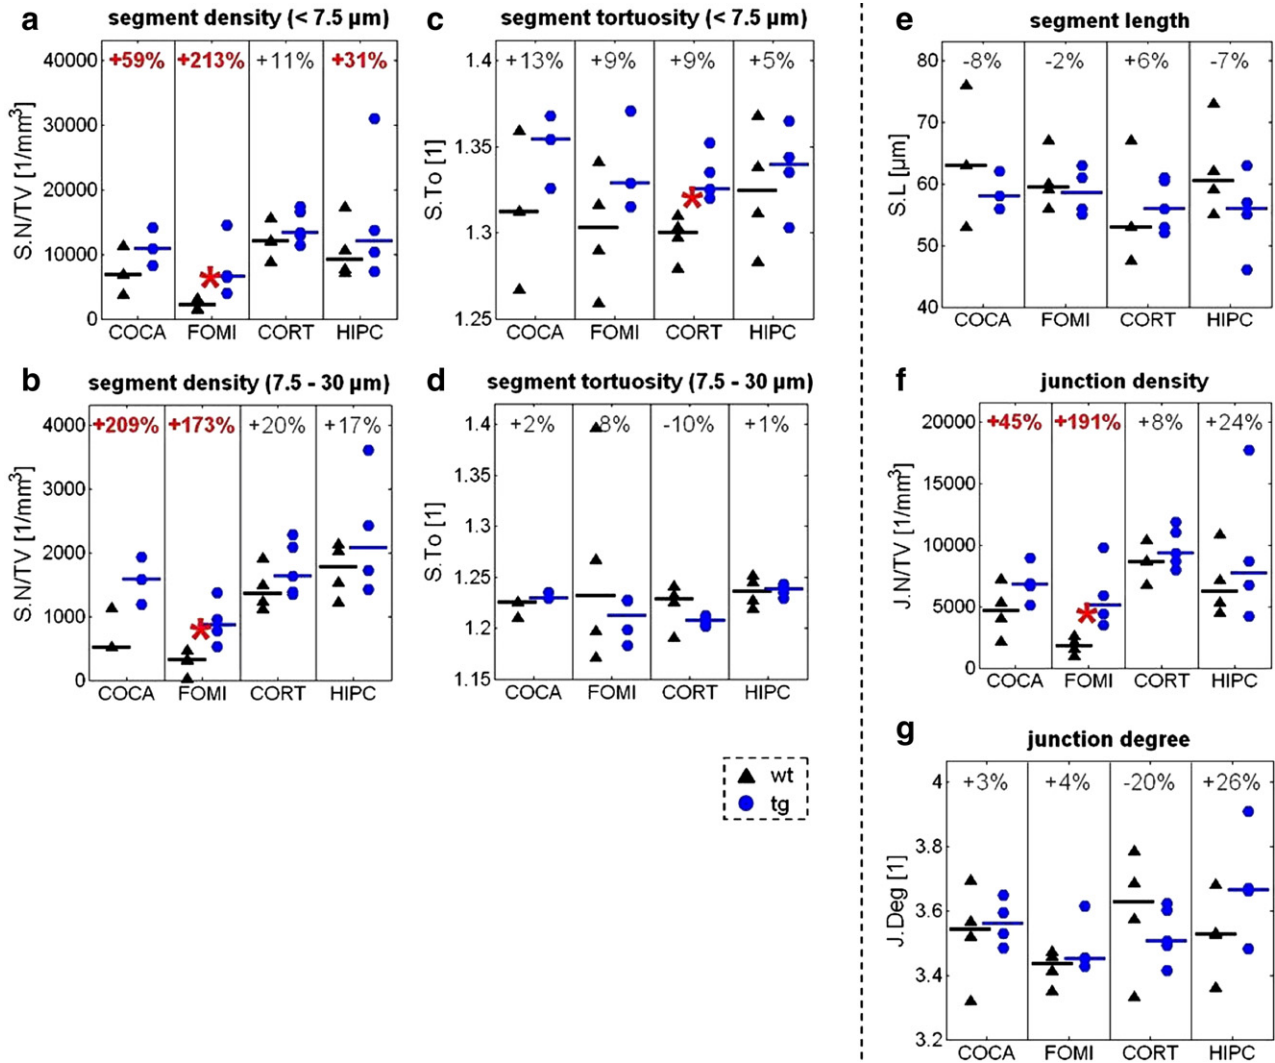 a
segment density (< 7.5 µm)
S.N/TV [1/mm³]
40000
30000
20000
10000
0
+59% +213% +11% +31%
*
COCA FOMI CORT HIPC
b
segment density (7.5 - 30 µm)
S.N/TV [1/mm³]
4000
3000
2000
1000
0
+209% +173% +20% +17%
*
COCA FOMI CORT HIPC
c
segment tortuosity (< 7.5 µm)
S.To [1]
1.4
1.35
1.3
1.25
+13% +9% +9% +5%
*
COCA FOMI CORT HIPC
d
segment tortuosity (7.5 - 30 µm)
S.To [1]
1.4
1.35
1.3
1.25
1.2
1.15
+2% 8% -10% +1%
COCA FOMI CORT HIPC
wt
tg
e
segment length
S.L [µm]
80
70
60
50
40
-8% -2% +6% -7%
COCA FOMI CORT HIPC
f
junction density
J.N/TV [1/mm³]
20000
15000
10000
5000
0
+45% +191% +8% +24%
*
COCA FOMI CORT HIPC
g
junction degree
J.Deg [1]
4
3.8
3.6
3.4
3.2
+3% +4% -20% +26%
COCA FOMI CORT HIPC